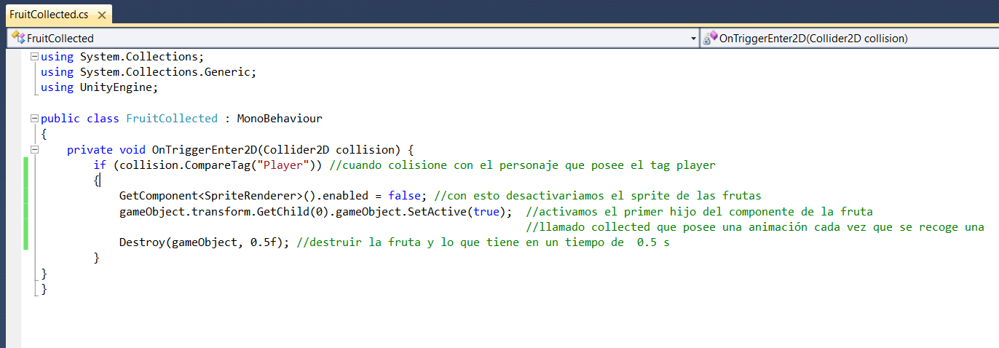 FruitCollected.cs
FruitCollected
OnTriggerEnter2D(Collider2D collision)
using System.Collections;
using System.Collections.Generic;
using UnityEngine;
public class FruitCollected : MonoBehaviour
{
private void OnTriggerEnter2D(Collider2D collision) {
if (collision.CompareTag("Player")) //cuando colisione con el personaje que posee el tag player
{
GetComponent<SpriteRenderer>().enabled = false; //con esto desactivariamos el sprite de las frutas
gameObject.transform.GetChild(0).gameObject.SetActive(true); //activamos el primer hijo del componente de la fruta
//llamado collected que posee una animación cada vez que se recoge una
Destroy(gameObject, 0.5f); //destruir la fruta y lo que tiene en un tiempo de  0.5 s
}
}
}